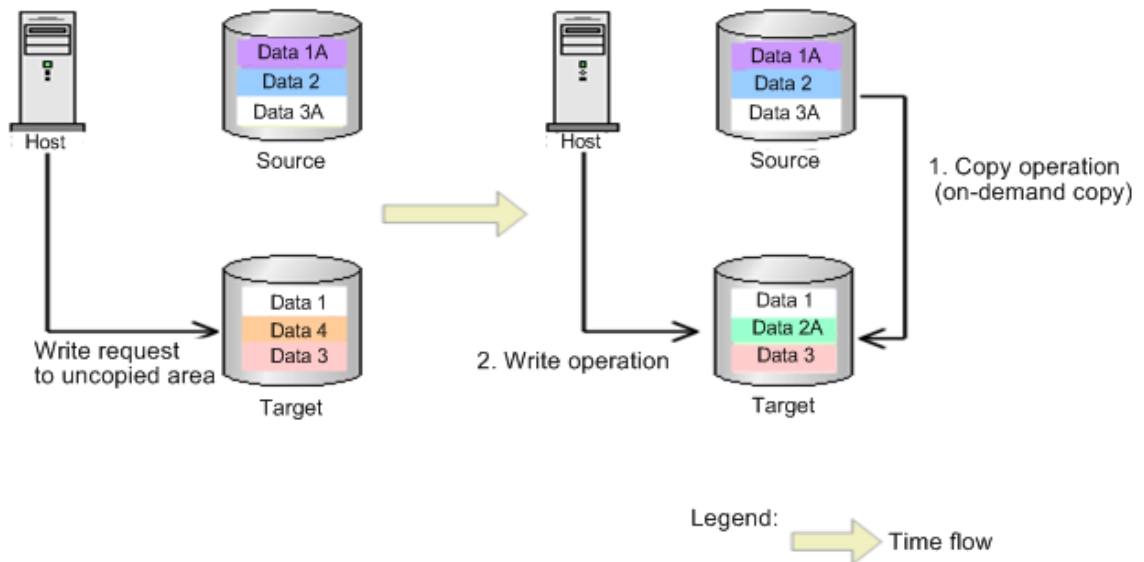 Data 1A
Data 2
Data 3A
Host
Source
Data 1A
Data 2
Data 3A
Host
Source
1. Copy operation
(on-demand copy)
Data 1
Data 4
Data 3
Write request
to uncopied area
Target
Data 1
Data 2A
Data 3
2. Write operation
Target
Legend:
Time flow